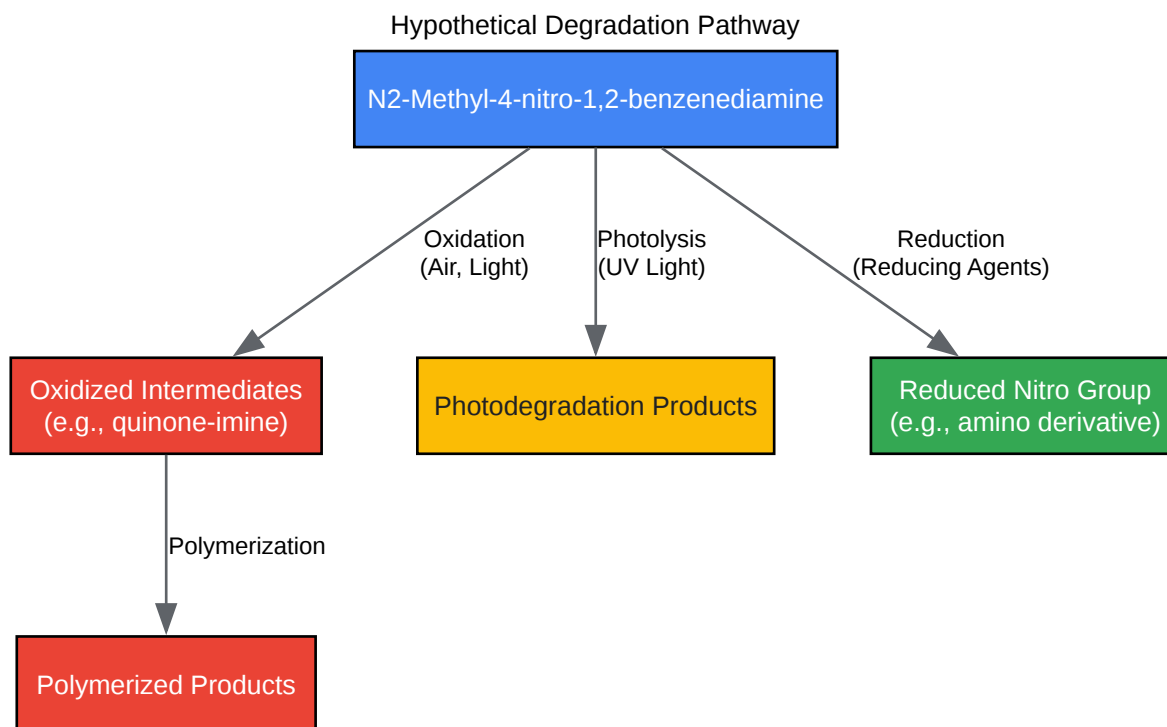 Hypothetical Degradation Pathway
N2-Methyl-4-nitro-1,2-benzenediamine
Oxidation
(Air, Light)
Photolysis
(UV Light)
Reduction
(Reducing Agents)
Oxidized Intermediates
(e.g., quinone-imine)
Photodegradation Products
Reduced Nitro Group
(e.g., amino derivative)
Polymerization
Polymerized Products